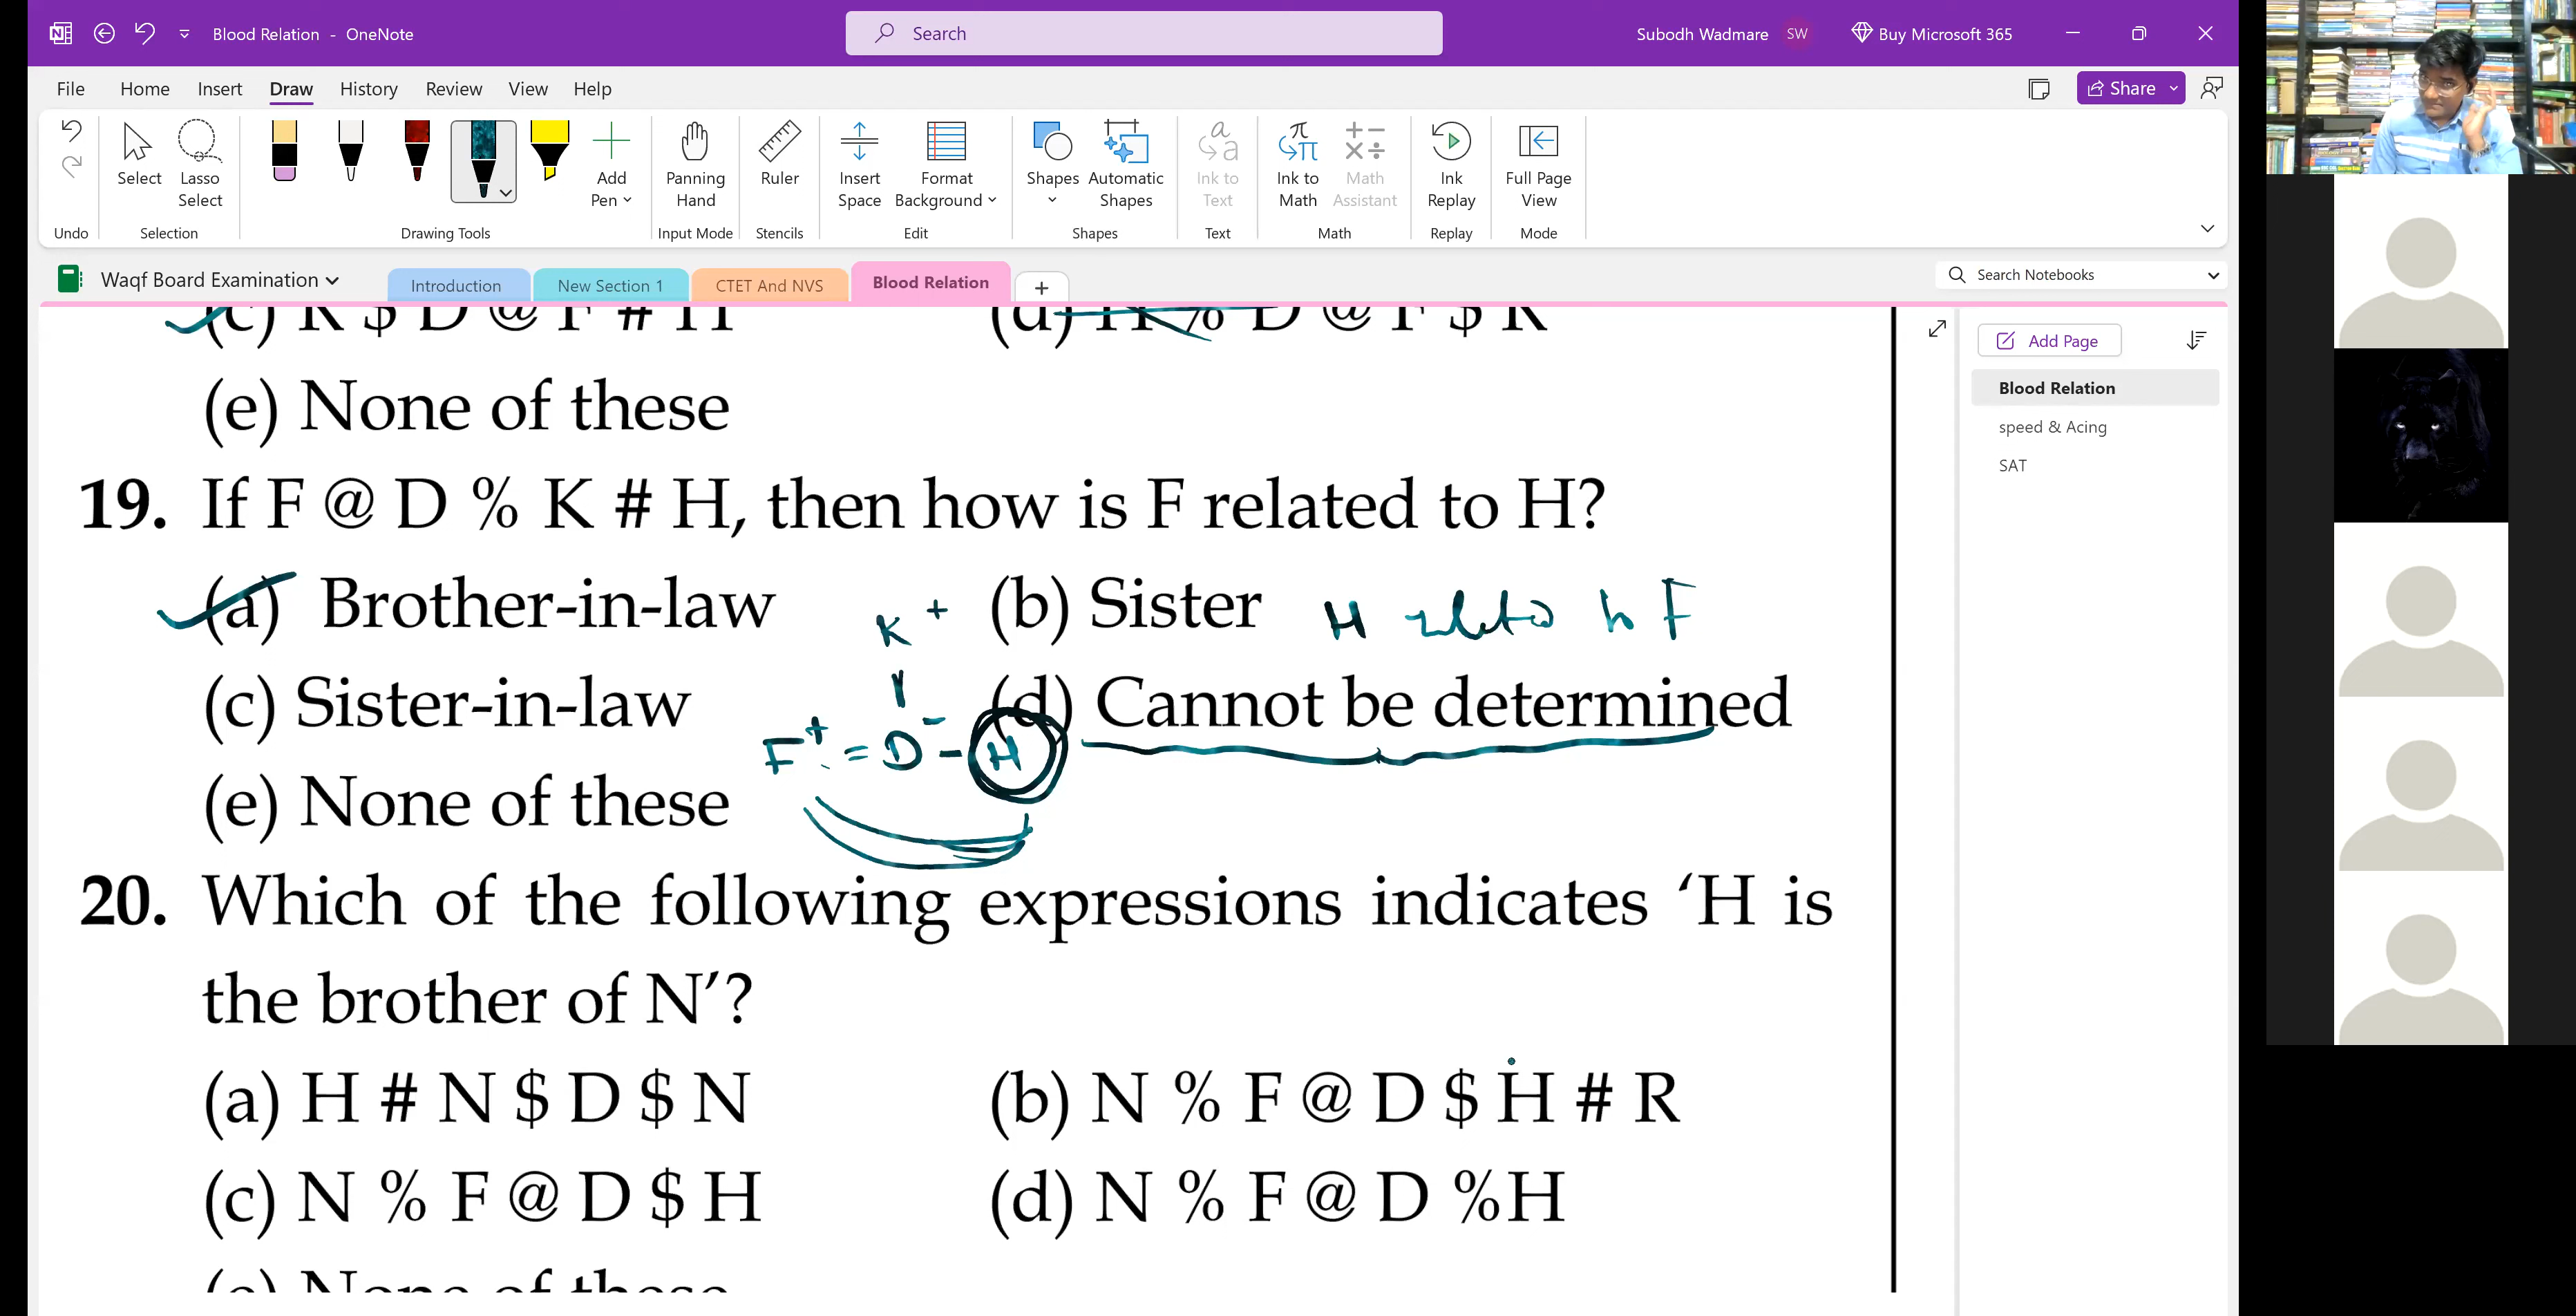 Blood Relation - OneNote
Search
Subodh Wadmare SW
Buy Microsoft 365
File Home Insert Draw History Review View Help
Share
Select
Lasso Select
Add Pen
Panning Hand
Ruler
Insert Space
Format Background
Shapes
Automatic Shapes
Ink to Text
Ink to Math
Math Assistant
Ink Replay
Full Page View
Undo Selection Drawing Tools Input Mode Stencils Edit Shapes Text Math Replay Mode
Waqf Board Examination
Introduction New Section 1 CTET And NVS Blood Relation +
Search Notebooks
Add Page
Blood Relation
speed & Acing
SAT
(c) K $ D @ F # H (d) H % D @ F $ K
(e) None of these
19. If F @ D % K # H, then how is F related to H?
(a) Brother-in-law (b) Sister
K + H F
(c) Sister-in-law (d) Cannot be determined
F + = D - H
(e) None of these
20. Which of the following expressions indicates ‘H is
the brother of N’?
(a) H # N $ D $ N (b) N % F @ D $ H # R
(c) N % F @ D $ H (d) N % F @ D %H
(e) None of these